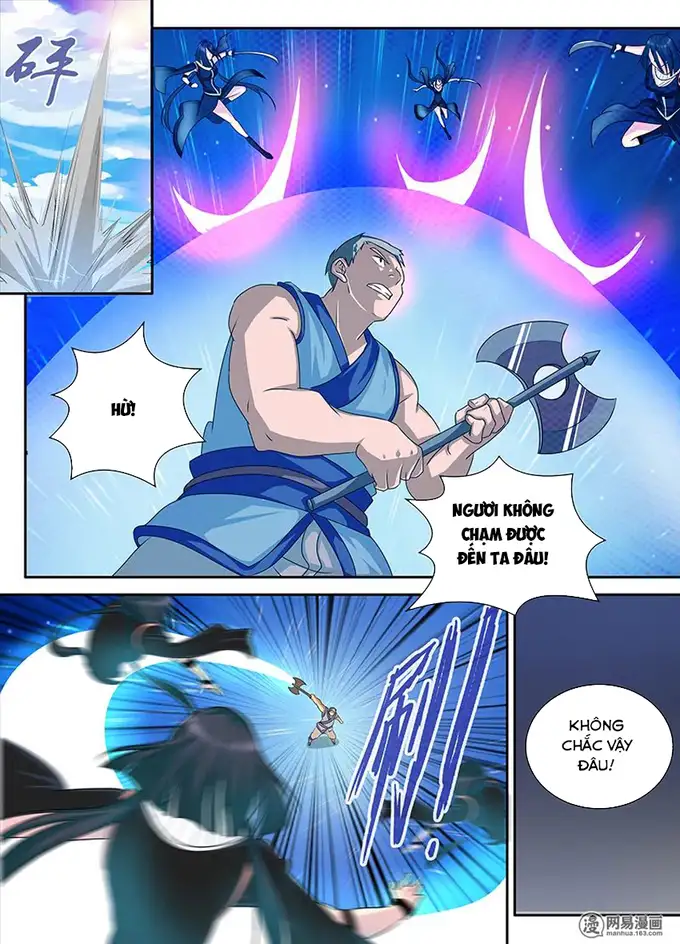 砰
HỪ!
NGƯƠI KHÔNG
CHẠM ĐƯỢC
ĐẾN TA ĐÂU!
刷!!
KHÔNG
CHẮC VẬY
ĐÂU!
网易漫画
manhua.163.com